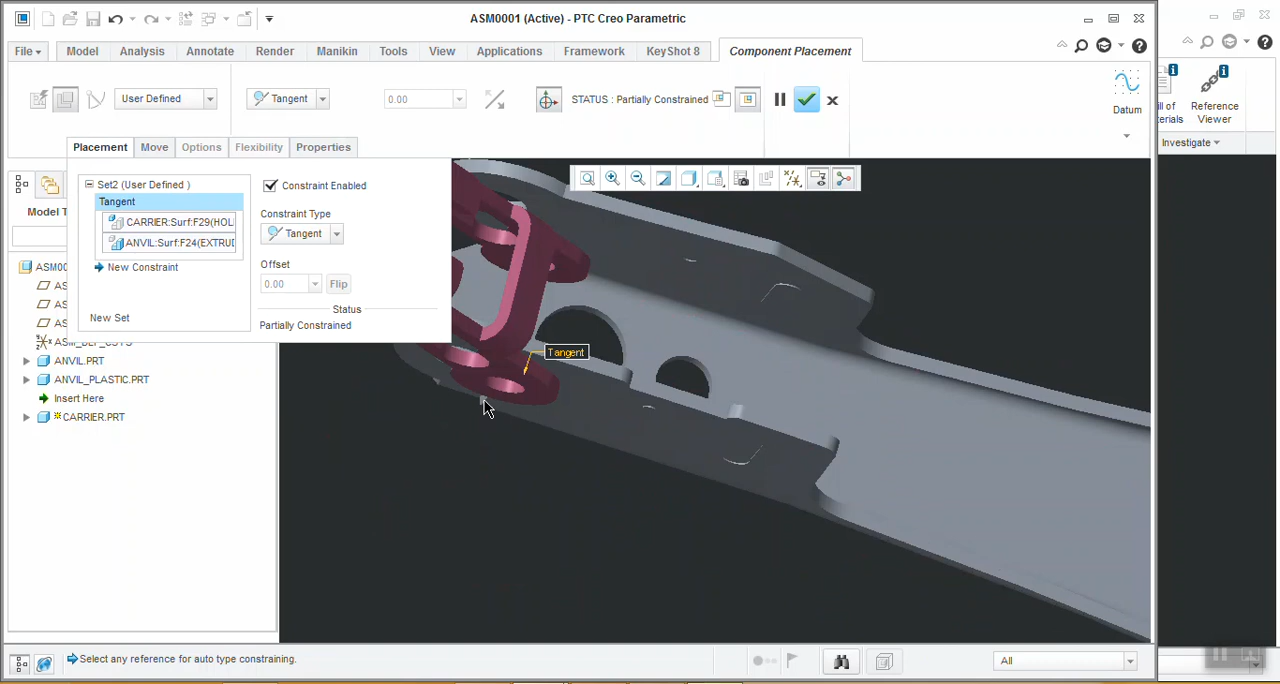 ASM0001 (Active) - PTC Creo Parametric
File
Model
Analysis
Annotate
Render
Manikin
Tools
View
Applications
Framework
KeyShot 8
Component Placement
User Defined
Tangent
0.00
STATUS : Partially Constrained
Datum
Reference
Viewer
Investigate
Placement
Move
Options
Flexibility
Properties
Set2 (User Defined )
Tangent
CARRIER:Surf:F29(HOL
ANVIL:Surf:F24(EXTRUD
New Constraint
New Set
Constraint Enabled
Constraint Type
Tangent
Offset
0.00
Flip
Status
Partially Constrained
Tangent
ANVIL.PRT
ANVIL_PLASTIC.PRT
Insert Here
CARRIER.PRT
Select any reference for auto type constraining.
All